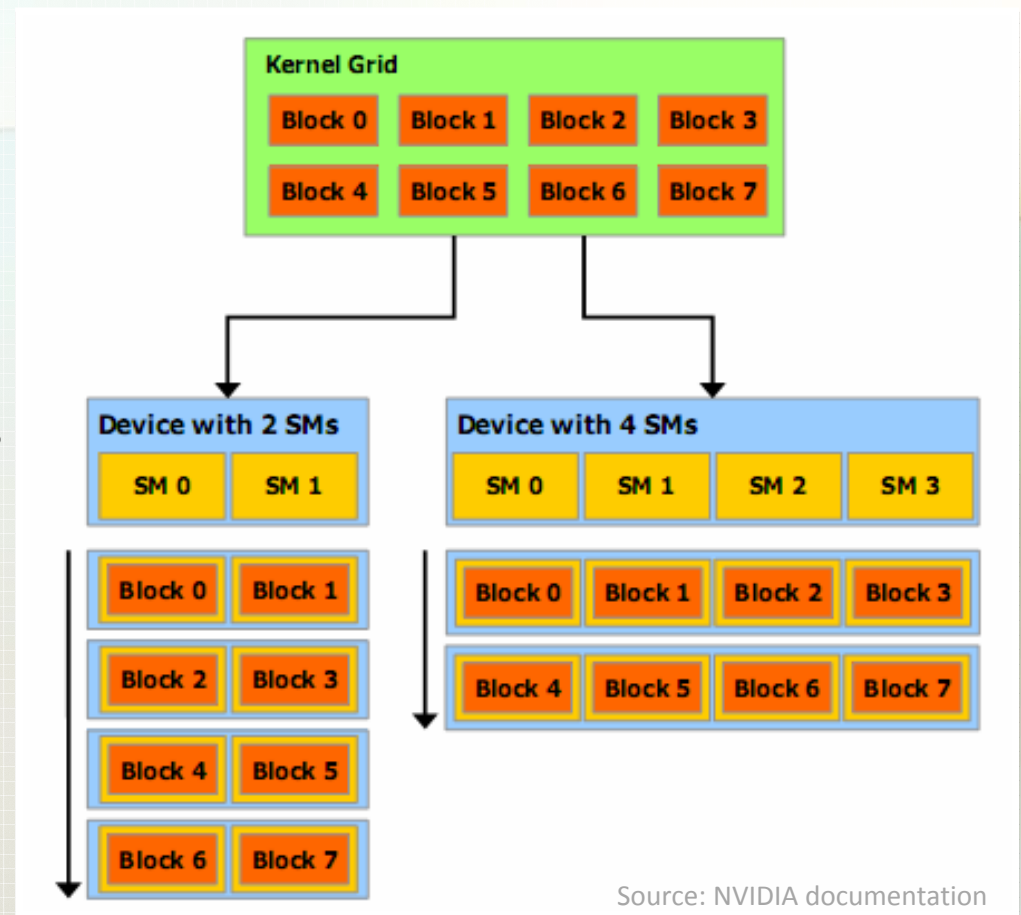 Kernel Grid
Block 0 Block 1 Block 2 Block 3
Block 4 Block 5 Block 6 Block 7
Device with 2 SMs
SM 0 SM 1
Block 0 Block 1
Block 2 Block 3
Block 4 Block 5
Block 6 Block 7
Device with 4 SMs
SM 0 SM 1 SM 2 SM 3
Block 0 Block 1 Block 2 Block 3
Block 4 Block 5 Block 6 Block 7
Source: NVIDIA documentation